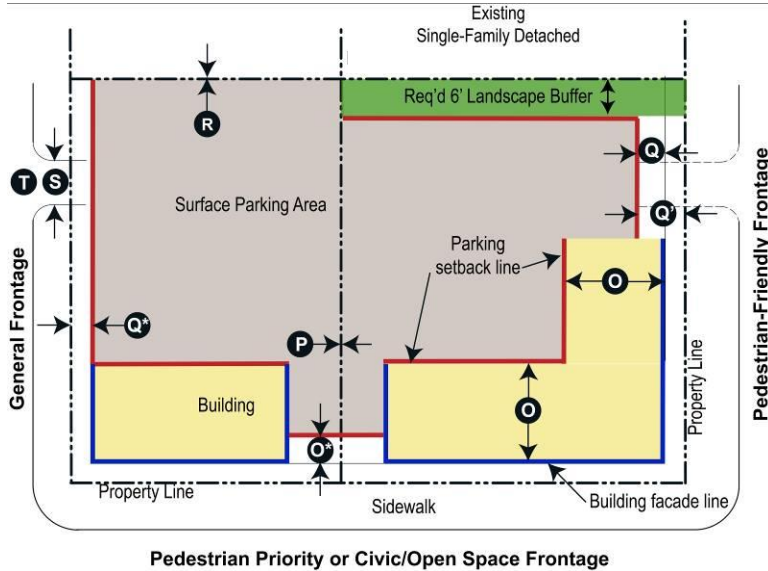 Existing
Single-Family Detached
Req'd 6' Landscape Buffer
R
Q
T S
Surface Parking Area
Q'
Parking
setback line
O
General Frontage
Q*
P
Pedestrian-Friendly Frontage
Property Line
Building
O
O*
Property Line
Sidewalk
Building facade line
Pedestrian Priority or Civic/Open Space Frontage